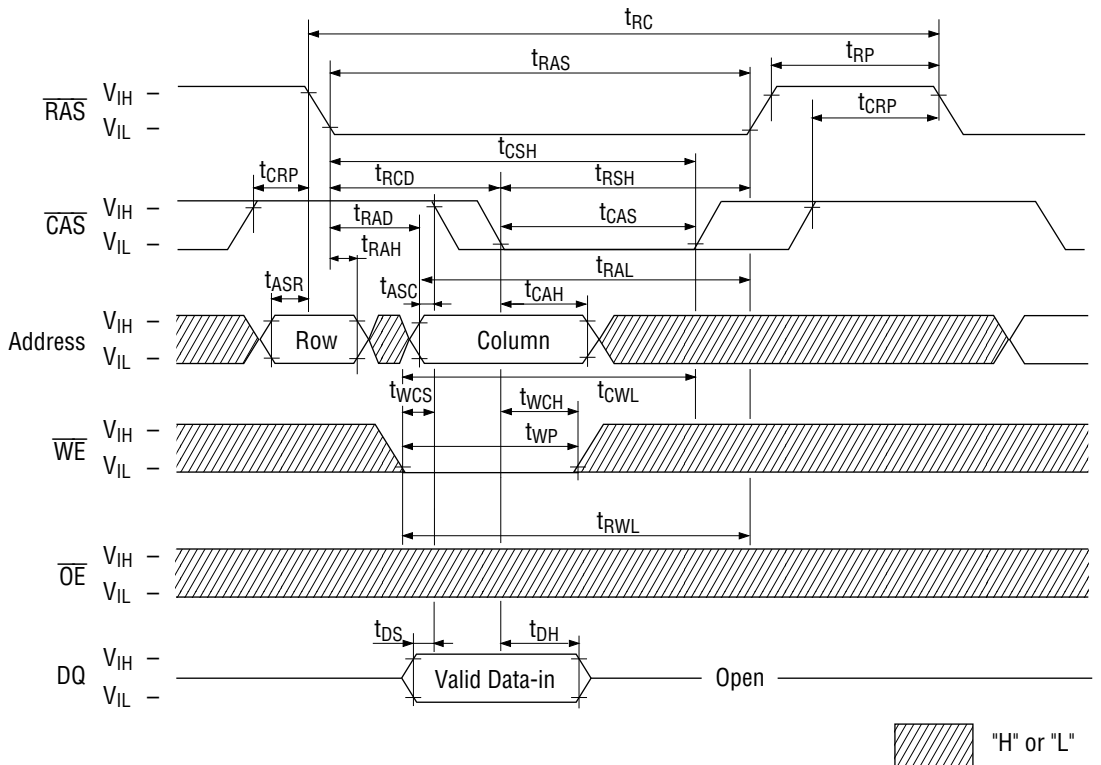 tRC
tRAS
tRP
RAS
VIH –
VIL –
tCRP
tCSH
tCRP
tRCD
tRSH
CAS
VIH –
VIL –
tRAD
tCAS
tRAH
tRAL
tASR
tASC
tCAH
Address
VIH –
VIL –
Row
Column
tCWL
tWCS
tWCH
WE
VIH –
VIL –
tWP
tRWL
OE
VIH –
VIL –
tDS
tDH
DQ
VIH –
VIL –
Valid Data-in
Open
"H" or "L"